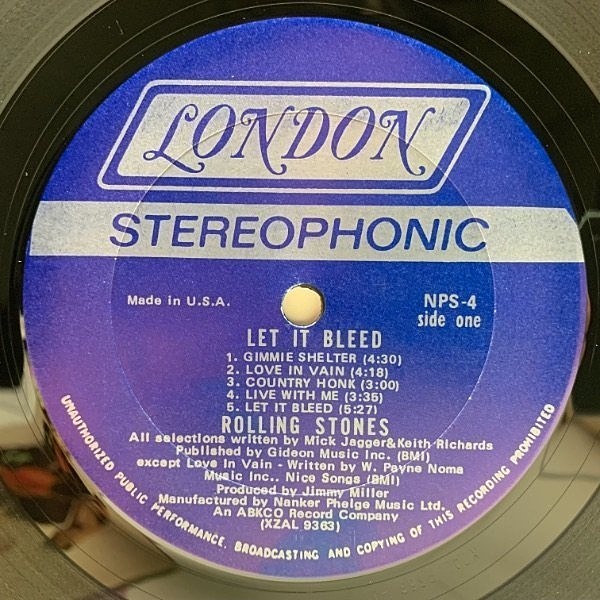 LONDON
STEREOPHONIC
Made in U.S.A.
NPS-4
side one
LET IT BLEED
1. GIMMIE SHELTER (4:30)
2. LOVE IN VAIN (4:18)
3. COUNTRY HONK (3:00)
4. LIVE WITH ME (3:35)
5. LET IT BLEED (5:27)
ROLLING STONES
All selections written by Mick Jagger&Keith Richards
Published by Gideon Music Inc. (BMI)
except Love In Vain - Written by W. Payne Noma
Music Inc.. Nice Songs (BMI)
Produced by Jimmy Miller
Manufactured by Nanker Phelge Music Ltd.
An ABKCO Record Company
(XZAL 9363)
UNAUTHORIZED PUBLIC PERFORMANCE, BROADCASTING AND COPYING OF THIS RECORDING PROHIBITED